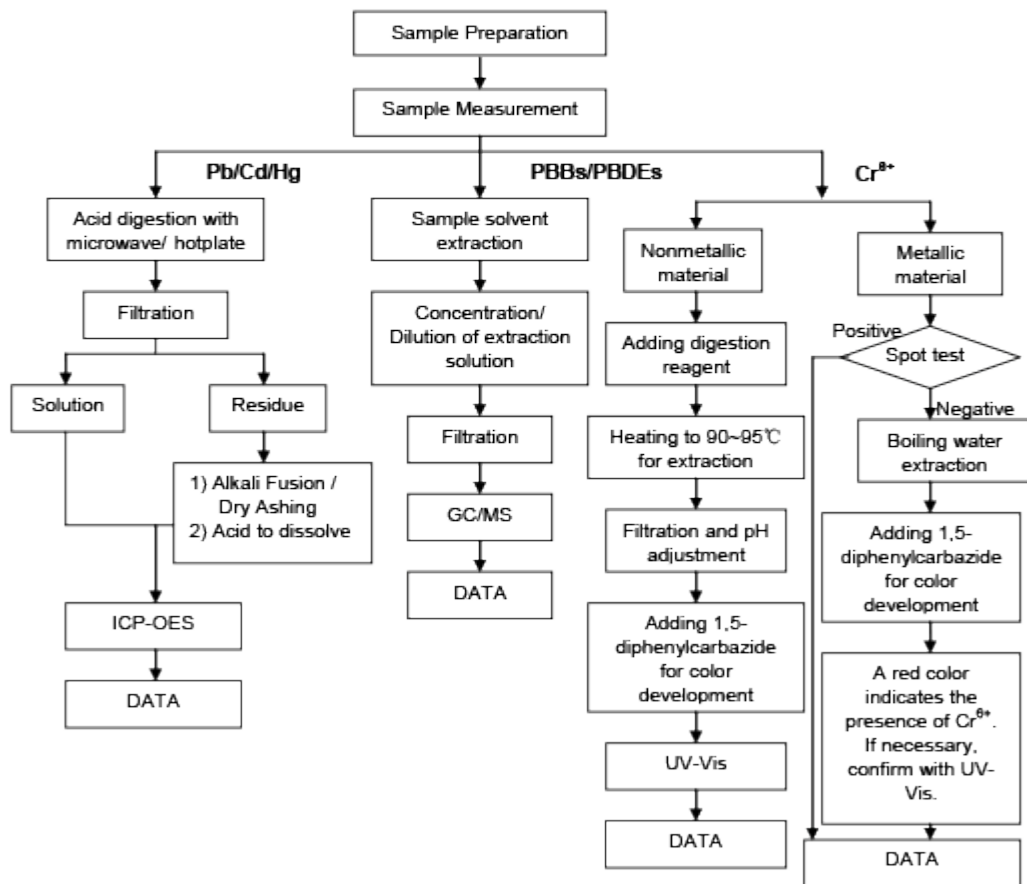 Sample Preparation
Sample Measurement
Pb/Cd/Hg
PBBs/PBDEs
Cr⁶⁺
Acid digestion with
microwave/ hotplate
Filtration
Solution
Residue
1) Alkali Fusion /
Dry Ashing
2) Acid to dissolve
ICP-OES
DATA
Sample solvent
extraction
Concentration/
Dilution of extraction
solution
Filtration
GC/MS
DATA
Nonmetallic
material
Adding digestion
reagent
Heating to 90~95℃
for extraction
Filtration and pH
adjustment
Adding 1,5-
diphenylcarbazide
for color
development
UV-Vis
DATA
Metallic
material
Positive
Spot test
Negative
Boiling water
extraction
Adding 1,5-
diphenylcarbazide
for color
development
A red color
indicates the
presence of Cr⁶⁺.
If necessary,
confirm with UV-
Vis.
DATA